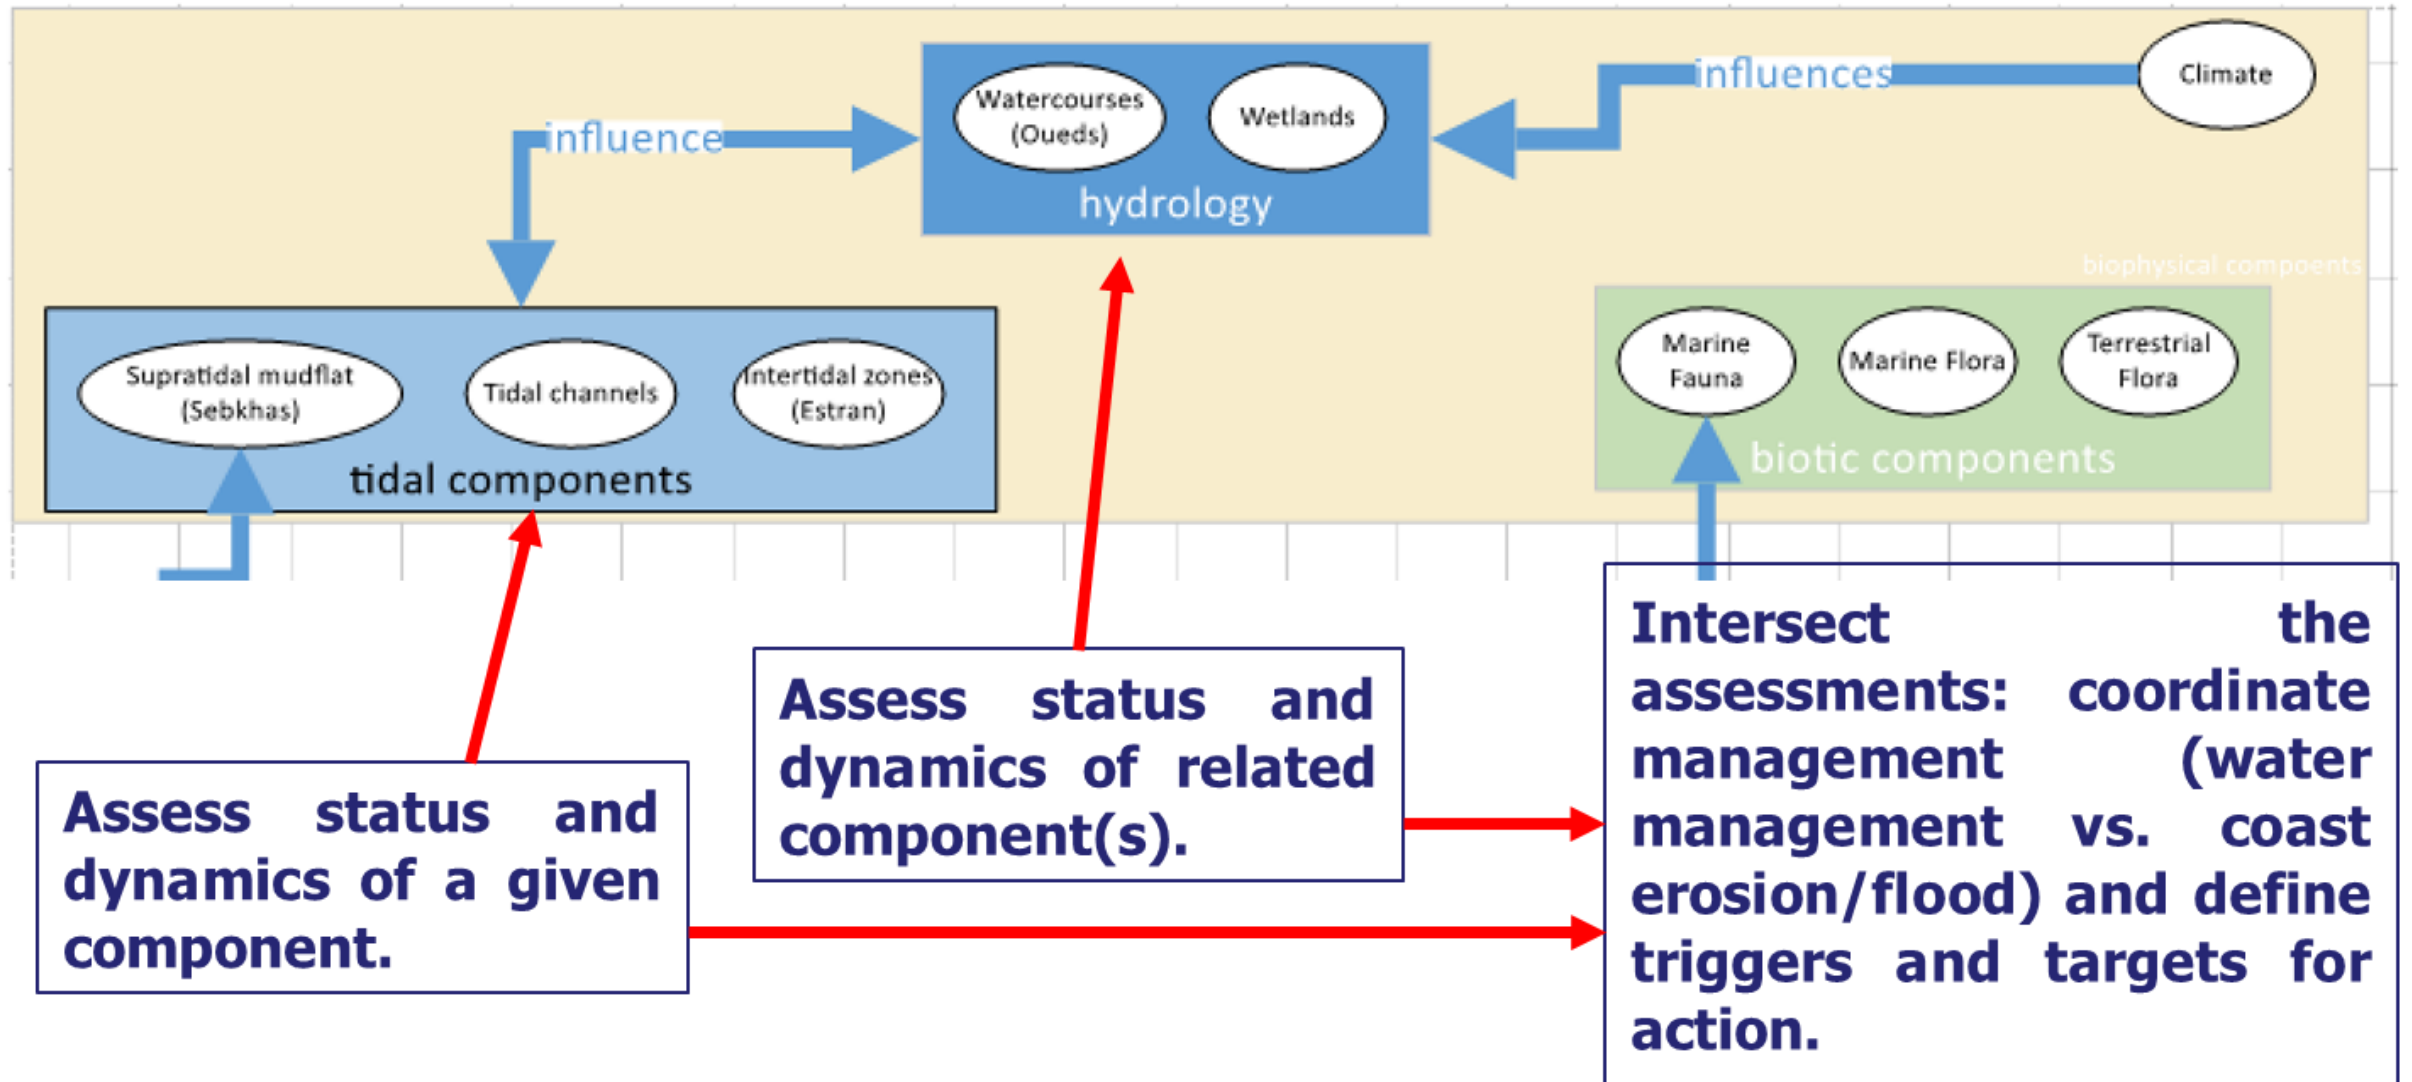 influences
Climate
Watercourses
(Oueds)
Wetlands
influence
hydrology
biophysical compoents
Supratidal mudflat
(Sebkhas)
Tidal channels
Intertidal zones
(Estran)
tidal components
Marine
Fauna
Marine Flora
Terrestrial
Flora
biotic components
Assess status and
dynamics of a given
component.
Assess status and
dynamics of related
component(s).
Intersect the
assessments: coordinate
management (water
management vs. coast
erosion/flood) and define
triggers and targets for
action.